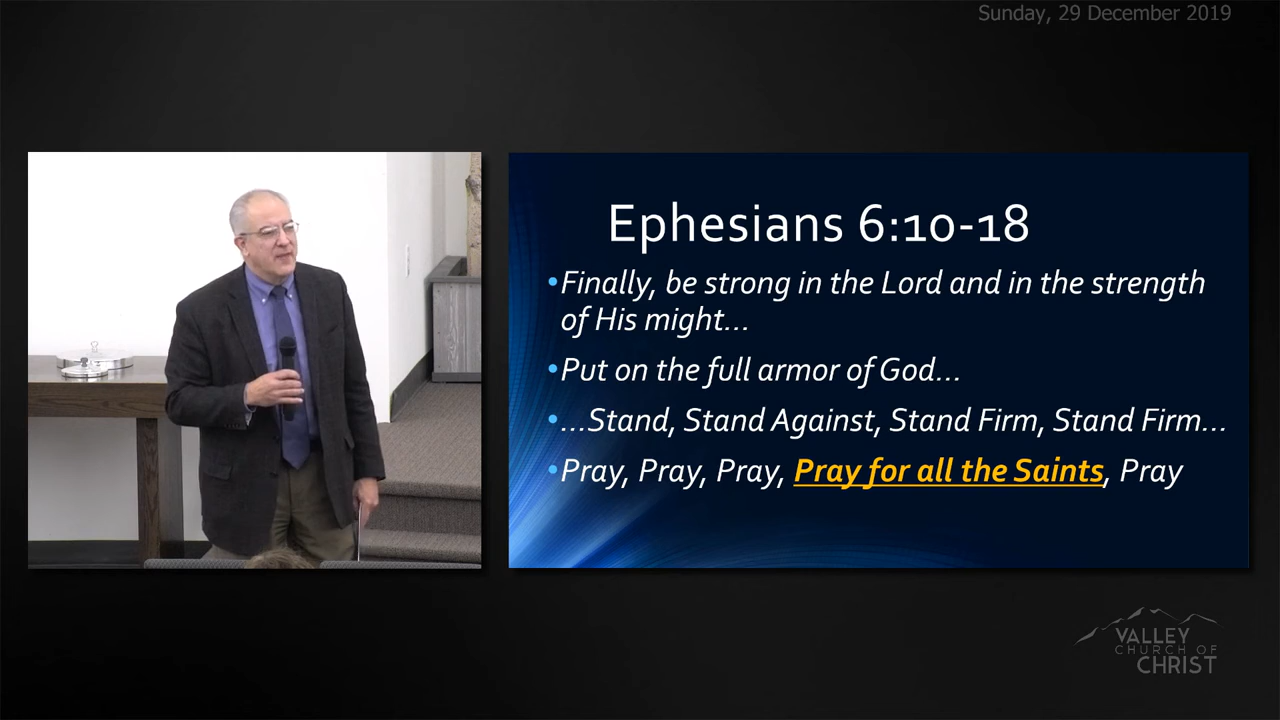 Sunday, 29 December 2019
Ephesians 6:10-18
•Finally, be strong in the Lord and in the strength
of His might...
•Put on the full armor of God...
•...Stand, Stand Against, Stand Firm, Stand Firm...
•Pray, Pray, Pray, Pray for all the Saints, Pray
VALLEY
CHURCH OF
CHRIST